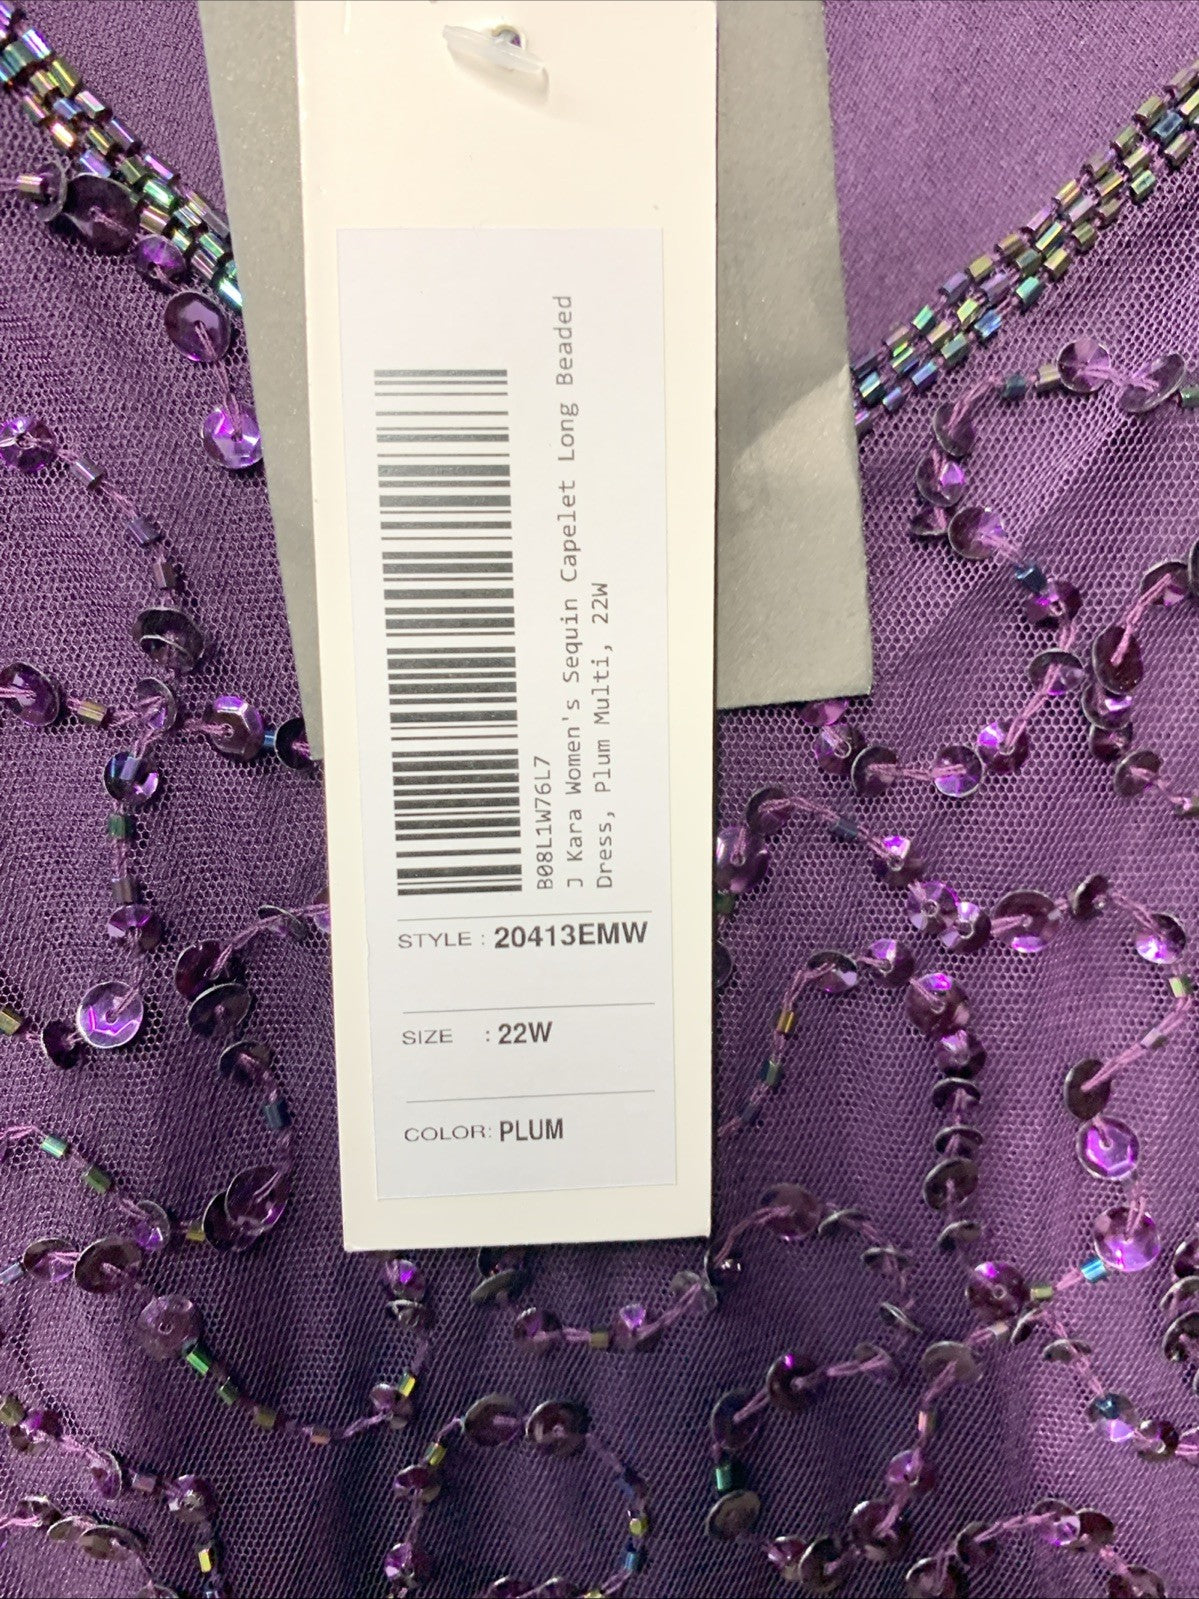 B08L1W76L7
J Kara Women's Sequin Capelet Long Beaded
Dress, Plum Multi, 22W
STYLE : 20413EMW
SIZE : 22W
COLOR: PLUM